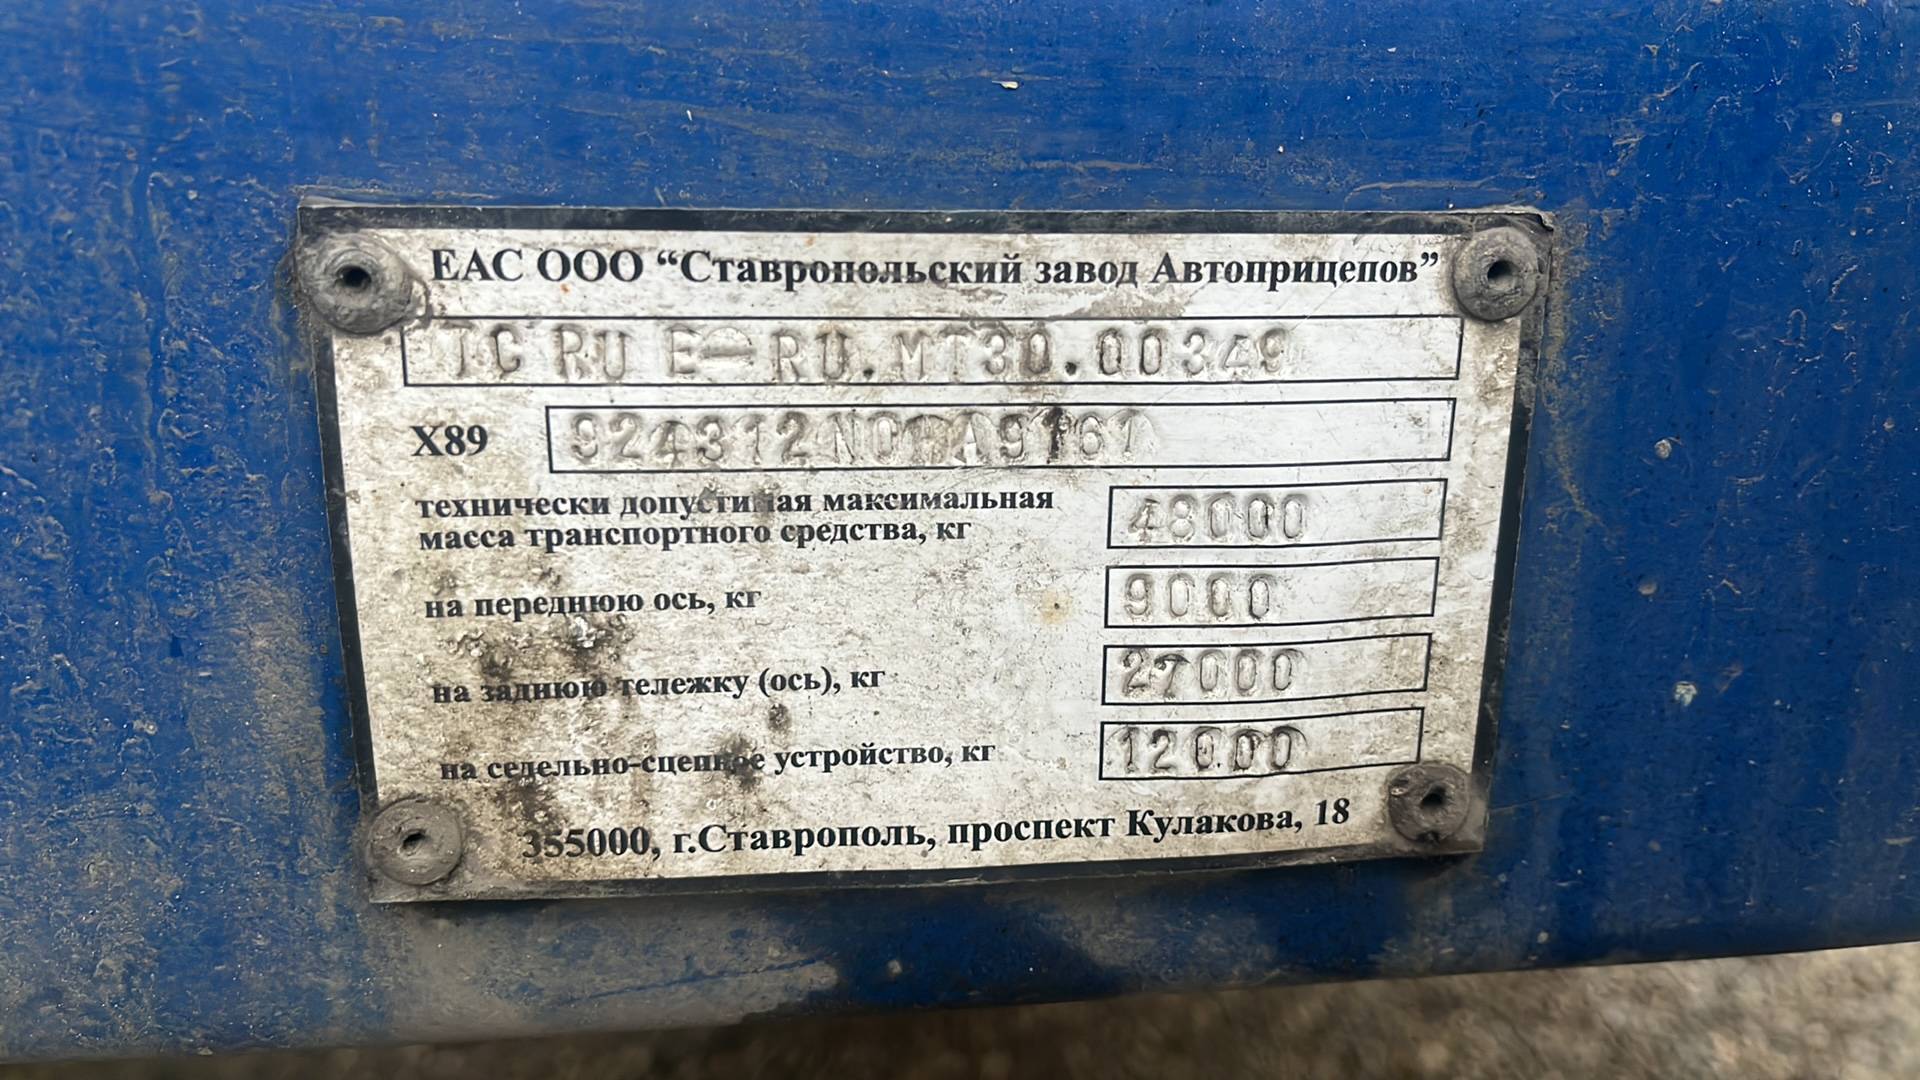 ЕАС ООО “Ставропольский завод Автоприцепов”
TC RU E-RU.MT30.00349
X89
технически допустимая максимальная
масса транспортного средства, кг 48000
на переднюю ось, кг 9000
на заднюю тележку (ось), кг 27000
на седельно-сцепное устройство, кг 12000
355000, г.Ставрополь, проспект Кулакова, 18